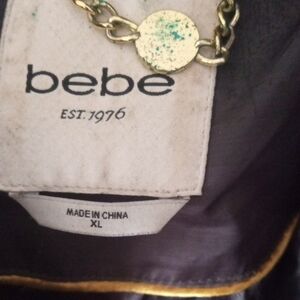 bebe
EST. 1976
MADE IN CHINA
XL